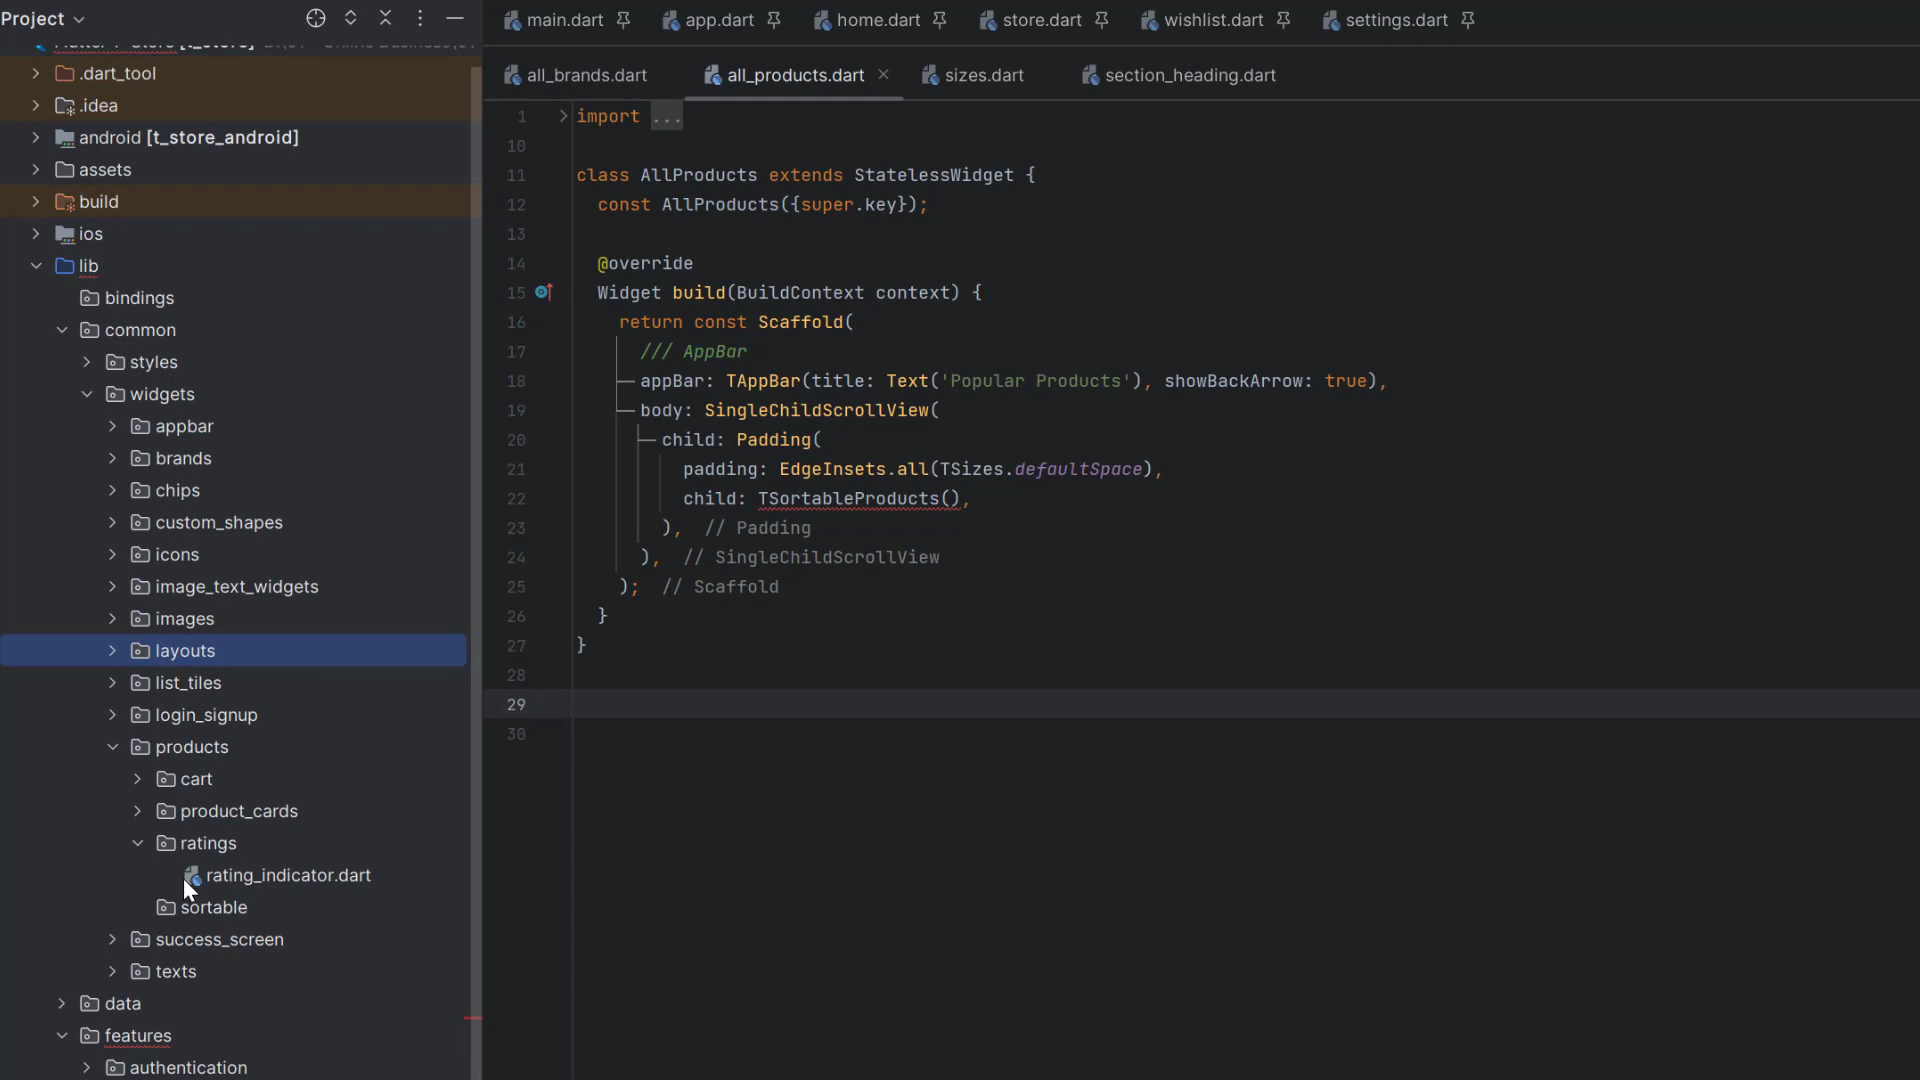 Project
main.dart
app.dart
home.dart
store.dart
wishlist.dart
settings.dart
all_brands.dart
all_products.dart
sizes.dart
section_heading.dart
.dart_tool
.idea
android [t_store_android]
assets
build
ios
lib
bindings
common
styles
widgets
appbar
brands
chips
custom_shapes
icons
image_text_widgets
images
layouts
list_tiles
login_signup
products
cart
product_cards
ratings
rating_indicator.dart
sortable
success_screen
texts
data
features
authentication
1 import ...
10
11 class AllProducts extends StatelessWidget {
12 const AllProducts({super.key});
13
14 @override
15 Widget build(BuildContext context) {
16 return const Scaffold(
17 /// AppBar
18 appBar: TAppBar(title: Text('Popular Products'), showBackArrow: true),
19 body: SingleChildScrollView(
20 child: Padding(
21 padding: EdgeInsets.all(TSizes.defaultSpace),
22 child: TSortableProducts(),
23 ), // Padding
24 ), // SingleChildScrollView
25 ); // Scaffold
26 }
27 }
28
29
30